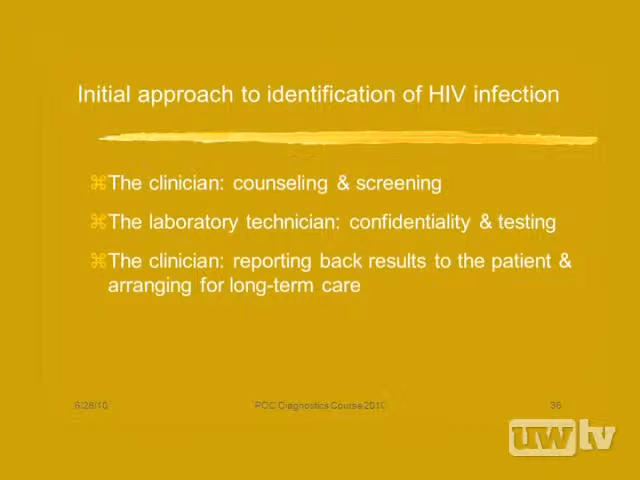 Initial approach to identification of HIV infection
⌘The clinician: counseling & screening
⌘The laboratory technician: confidentiality & testing
⌘The clinician: reporting back results to the patient &
arranging for long-term care
6/28/10 POC Diagnostics Course 2010 36
uwtv